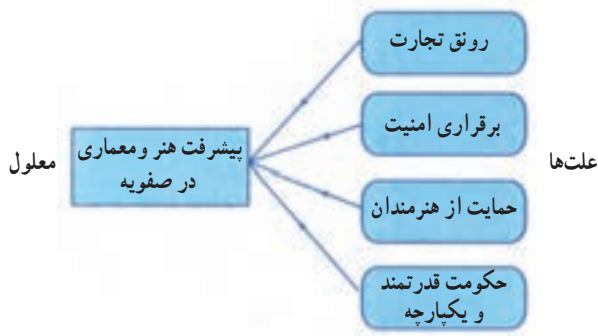 علت‌ها
رونق تجارت
برقراری امنیت
حمایت از هنرمندان
حکومت قدرتمند
و یکپارچه
پیشرفت هنر و معماری
در صفویه
معلول